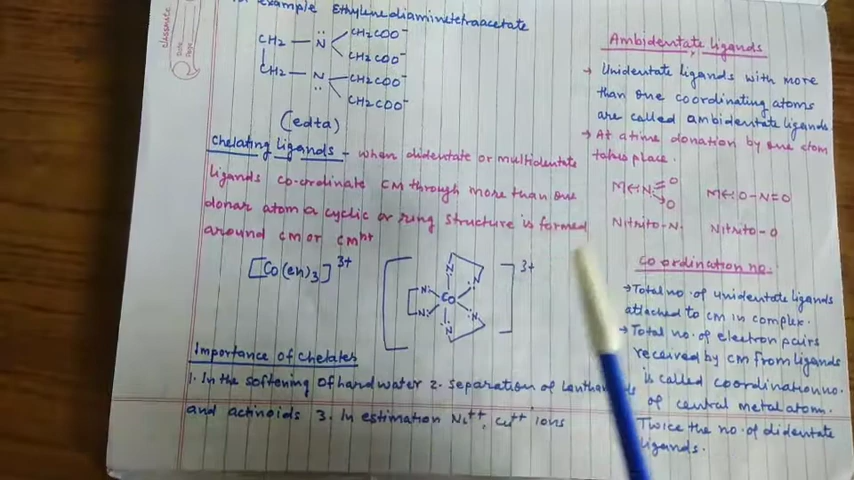 example Ethylenediaminetetraacetate
CH2 — N̈ CH2COO⁻
CH2COO⁻
CH2 — N̤ CH2COO⁻
CH2COO⁻
(edta)
Chelating ligands - when didentate or multidentate
ligands co-ordinate CM through more than one
donar atom a cyclic or ring structure is formed
around CM or CMⁿ⁺
[Co(en)3]³⁺
[ N N N Co N N N ]³⁺
Importance of chelates
1. In the softening of hard water 2. separation of
and actinoids 3. In estimation Ni⁺⁺, Cu⁺⁺ ions
classmate
Date
Page
Ambidentate ligands
→ Unidentate ligands with more
than one coordinating atoms
are called ambidentate ligands
→ At a time donation by one atom
takes place.
M←N=O →O M←O-N=O
Nitrito-N. Nitrito-O
Coordination no.
→ Total no. of unidentate ligands
attached to CM in complex.
→ Total no. of electron pairs
received by CM from ligands
is called coordination no.
of central metal atom.
Twice the no. of didentate
ligands.